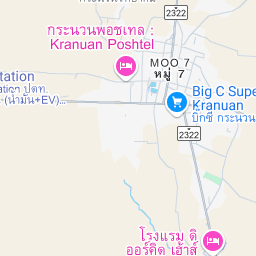 2322
กระนวนพอชเทล :
Kranuan Poshtel
MOO 7
หมู่ 7
tation
ปตท.
(น้ำมัน+EV)...
Big C Supe
Kranuan
บิ๊กซี กระนวน
2322
โรงแรม ดิ
ออร์คิด เฮ้าส์